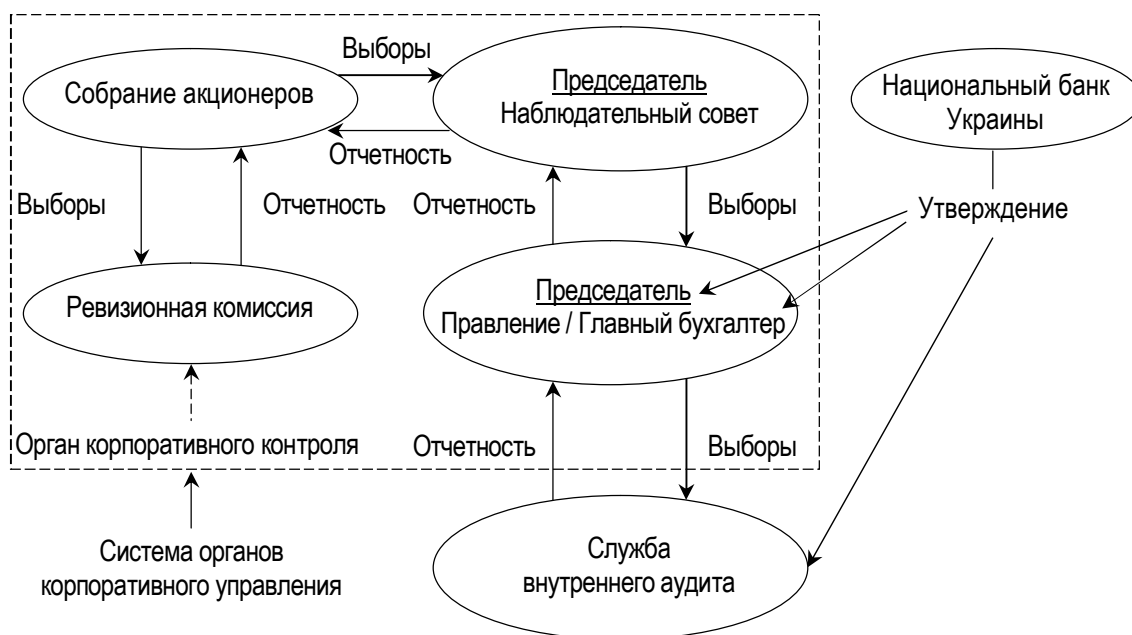 Выборы
Собрание акционеров
Председатель
Наблюдательный совет
Национальный банк
Украины
Отчетность
Выборы
Отчетность
Отчетность
Выборы
Утверждение
Ревизионная комиссия
Председатель
Правление / Главный бухгалтер
Орган корпоративного контроля
Отчетность
Выборы
Система органов
корпоративного управления
Служба
внутреннего аудита